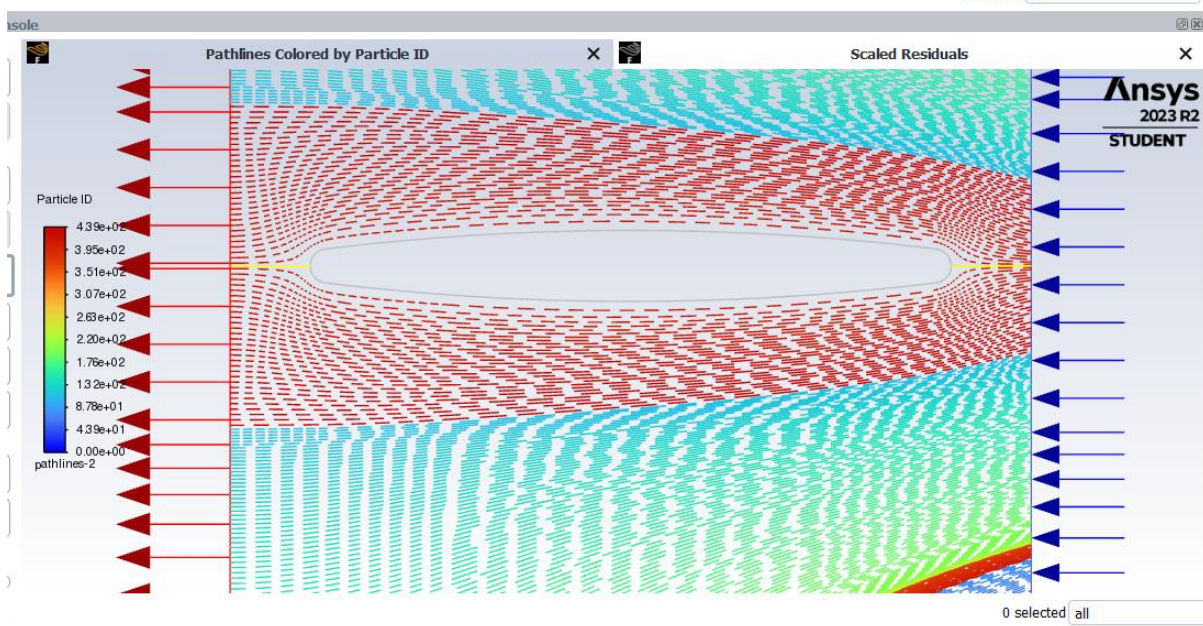 nsole
Pathlines Colored by Particle ID
Scaled Residuals
Ansys
2023 R2
STUDENT
Particle ID
4.39e+02
3.95e+02
3.51e+02
3.07e+02
2.63e+02
2.20e+02
1.76e+02
1.32e+02
8.78e+01
4.39e+01
0.00e+00
pathlines-2
0 selected all